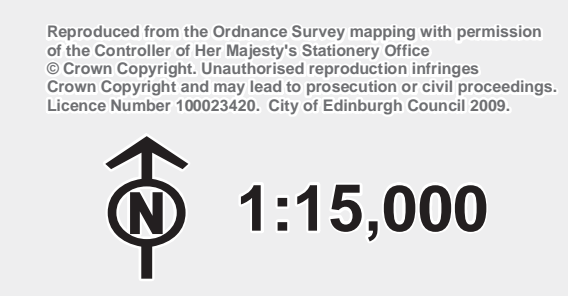 Reproduced from the Ordnance Survey mapping with permission
of the Controller of Her Majesty's Stationery Office
© Crown Copyright. Unauthorised reproduction infringes
Crown Copyright and may lead to prosecution or civil proceedings.
Licence Number 100023420.  City of Edinburgh Council 2009.
N
1:15,000